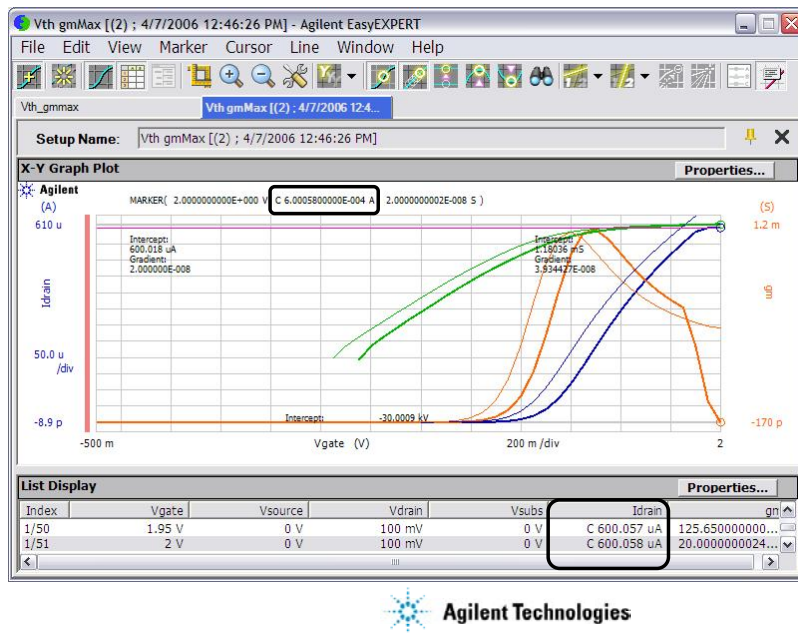 Vth gmMax [(2) ; 4/7/2006 12:46:26 PM] - Agilent EasyEXPERT
File Edit View Marker Cursor Line Window Help
Vth_gmmax Vth gmMax [(2) ; 4/7/2006 12:4...
Setup Name: Vth gmMax [(2) ; 4/7/2006 12:46:26 PM]
X-Y Graph Plot Properties...
Agilent
MARKER( 2.0000000000E+000 V C 6.0005800000E-004 A 2.0000000002E-008 S )
(A) (S)
610 u 1.2 m
Intercept: Intercept:
600.018 uA 1.18036 mS
Gradient: Gradient:
2.000000E-008 3.934427E-008
Idrain gm
50.0 u
/div
Intercept: -30.0009 kV
-8.9 p -170 p
-500 m Vgate (V) 200 m /div 2
List Display Properties...
Index Vgate Vsource Vdrain Vsubs Idrain gm
1/50 1.95 V 0 V 100 mV 0 V C 600.057 uA 125.650000000...
1/51 2 V 0 V 100 mV 0 V C 600.058 uA 20.0000000024...
Agilent Technologies